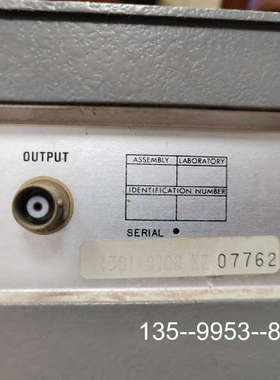 OUTPUT
ASSEMBLY LABORATORY
IDENTIFICATION NUMBER
SERIAL
07762
135--9953--8